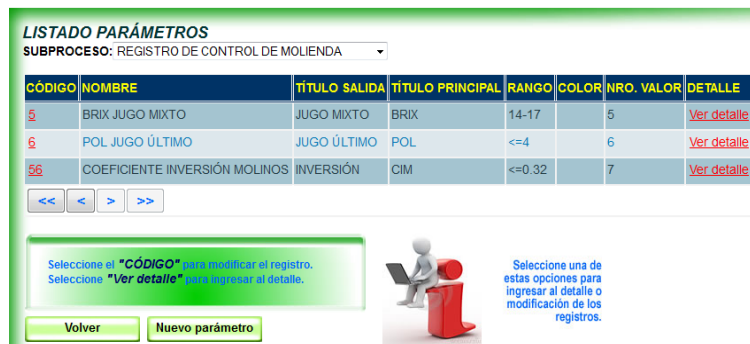 LISTADO PARÁMETROS
SUBPROCESO: REGISTRO DE CONTROL DE MOLIENDA
CÓDIGO NOMBRE TÍTULO SALIDA TÍTULO PRINCIPAL RANGO COLOR NRO. VALOR DETALLE
5 BRIX JUGO MIXTO JUGO MIXTO BRIX 14-17 5 Ver detalle
6 POL JUGO ÚLTIMO JUGO ÚLTIMO POL <=4 6 Ver detalle
56 COEFICIENTE INVERSIÓN MOLINOS INVERSIÓN CIM <=0.32 7 Ver detalle
<< < > >>
Seleccione el "CÓDIGO" para modificar el registro.
Seleccione "Ver detalle" para ingresar al detalle.
Seleccione una de
estas opciones para
ingresar al detalle o
modificación de los
registros.
Volver Nuevo parámetro